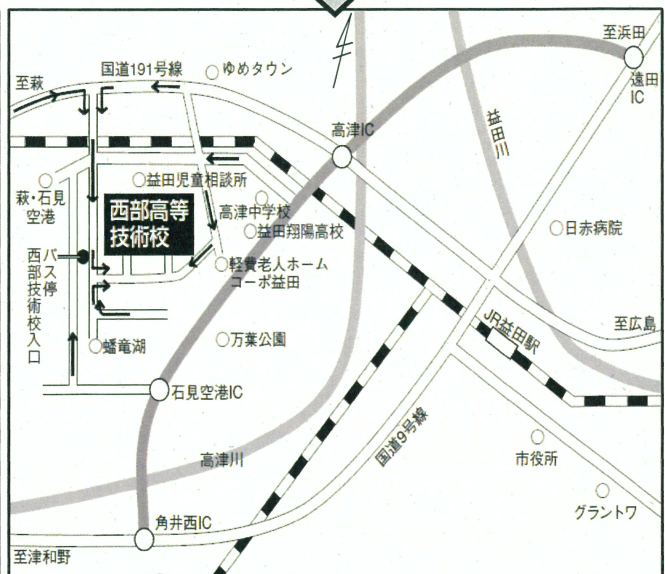 至浜田
遠田
IC
国道191号線
ゆめタウン
至萩
高津IC
益田川
益田児童相談所
萩・石見
空港
西部高等
技術校
高津中学校
益田翔陽高校
日赤病院
バス停
西部技術校入口
軽費老人ホーム
コーポ益田
至広島
JR益田駅
蟠竜湖
万葉公園
石見空港IC
国道9号線
高津川
市役所
グラントワ
角井西IC
至津和野